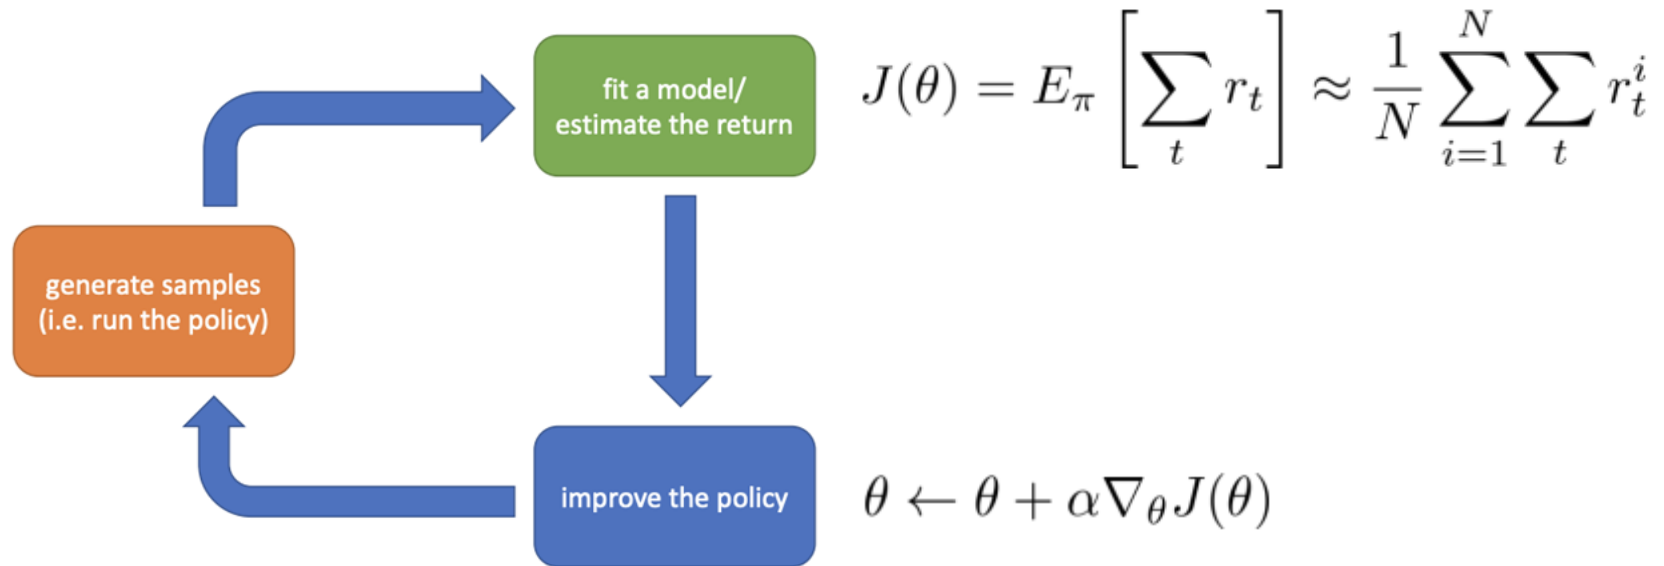 fit a model/
estimate the return
J(θ) = E_π [∑_t r_t] ≈ 1/N ∑_{i=1}^{N} ∑_t r_t^i
generate samples
(i.e. run the policy)
improve the policy
θ ← θ + α∇_θ J(θ)